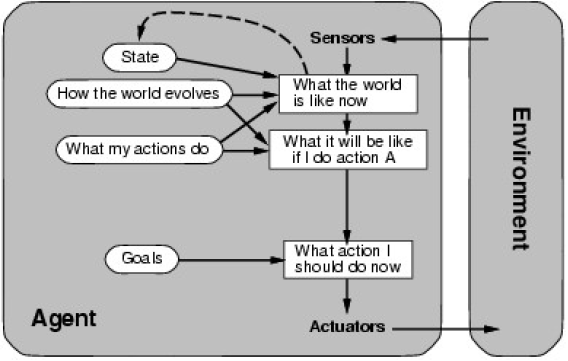 Sensors
State
What the world
is like now
How the world evolves
What it will be like
if I do action A
What my actions do
Goals
What action I
should do now
Agent
Actuators
Environment